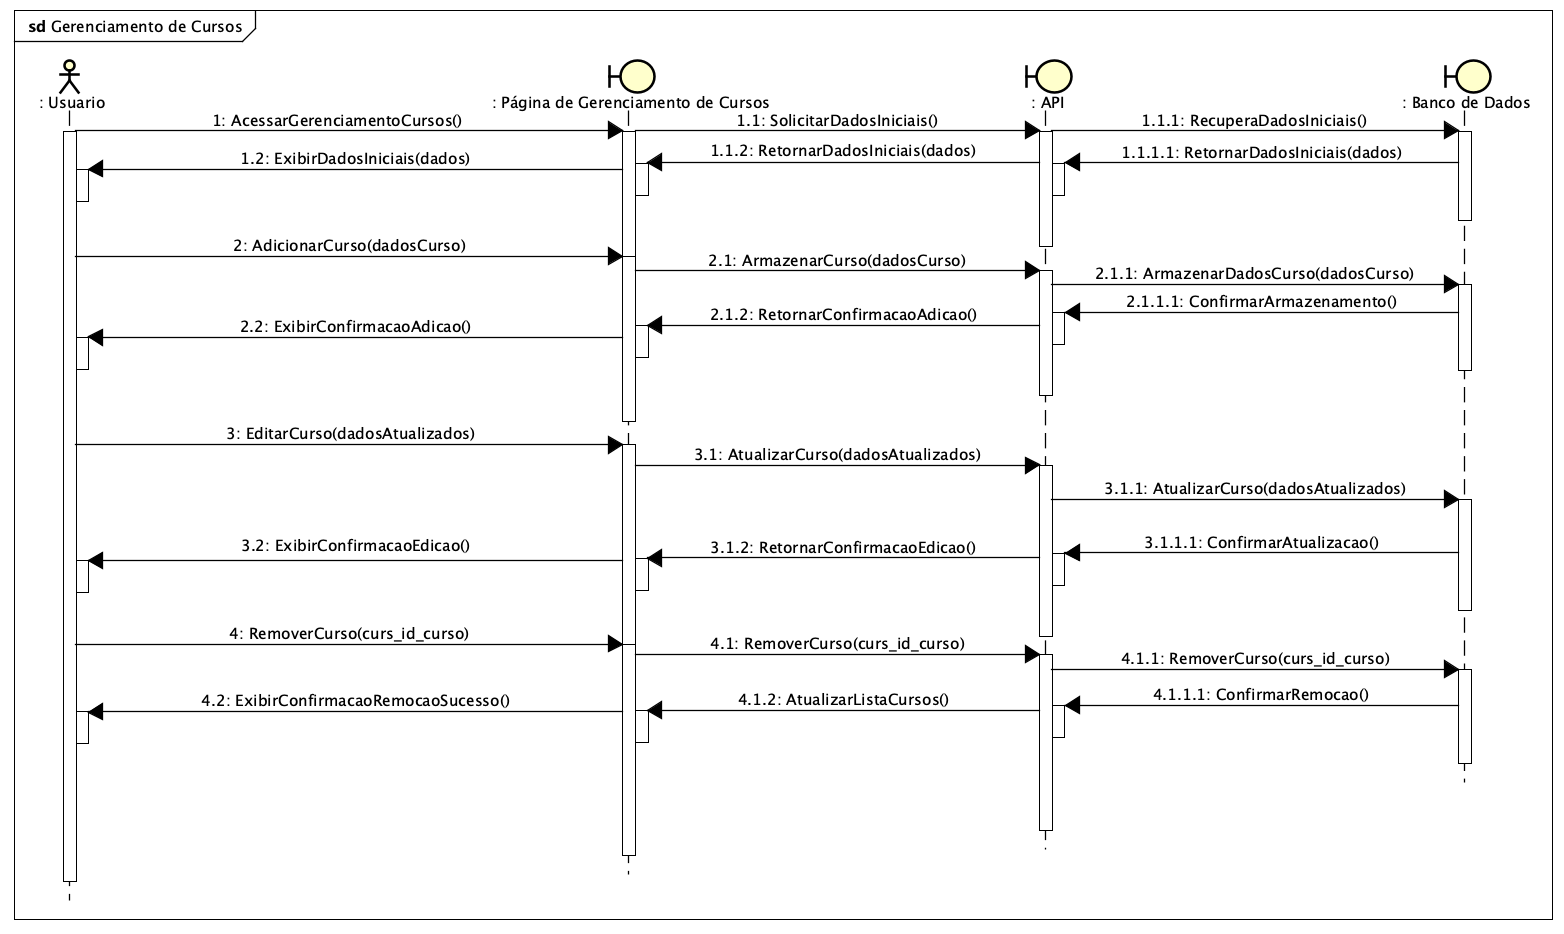 sd Gerenciamento de Cursos
: Usuario
: Página de Gerenciamento de Cursos
: API
: Banco de Dados
1: AcessarGerenciamentoCursos()
1.1: SolicitarDadosIniciais()
1.1.1: RecuperaDadosIniciais()
1.2: ExibirDadosIniciais(dados)
1.1.2: RetornarDadosIniciais(dados)
1.1.1.1: RetornarDadosIniciais(dados)
2: AdicionarCurso(dadosCurso)
2.1: ArmazenarCurso(dadosCurso)
2.1.1: ArmazenarDadosCurso(dadosCurso)
2.1.1.1: ConfirmarArmazenamento()
2.1.2: RetornarConfirmacaoAdicao()
2.2: ExibirConfirmacaoAdicao()
3: EditarCurso(dadosAtualizados)
3.1: AtualizarCurso(dadosAtualizados)
3.1.1: AtualizarCurso(dadosAtualizados)
3.2: ExibirConfirmacaoEdicao()
3.1.2: RetornarConfirmacaoEdicao()
3.1.1.1: ConfirmarAtualizacao()
4: RemoverCurso(curs_id_curso)
4.1: RemoverCurso(curs_id_curso)
4.1.1: RemoverCurso(curs_id_curso)
4.2: ExibirConfirmacaoRemocaoSucesso()
4.1.2: AtualizarListaCursos()
4.1.1.1: ConfirmarRemocao()